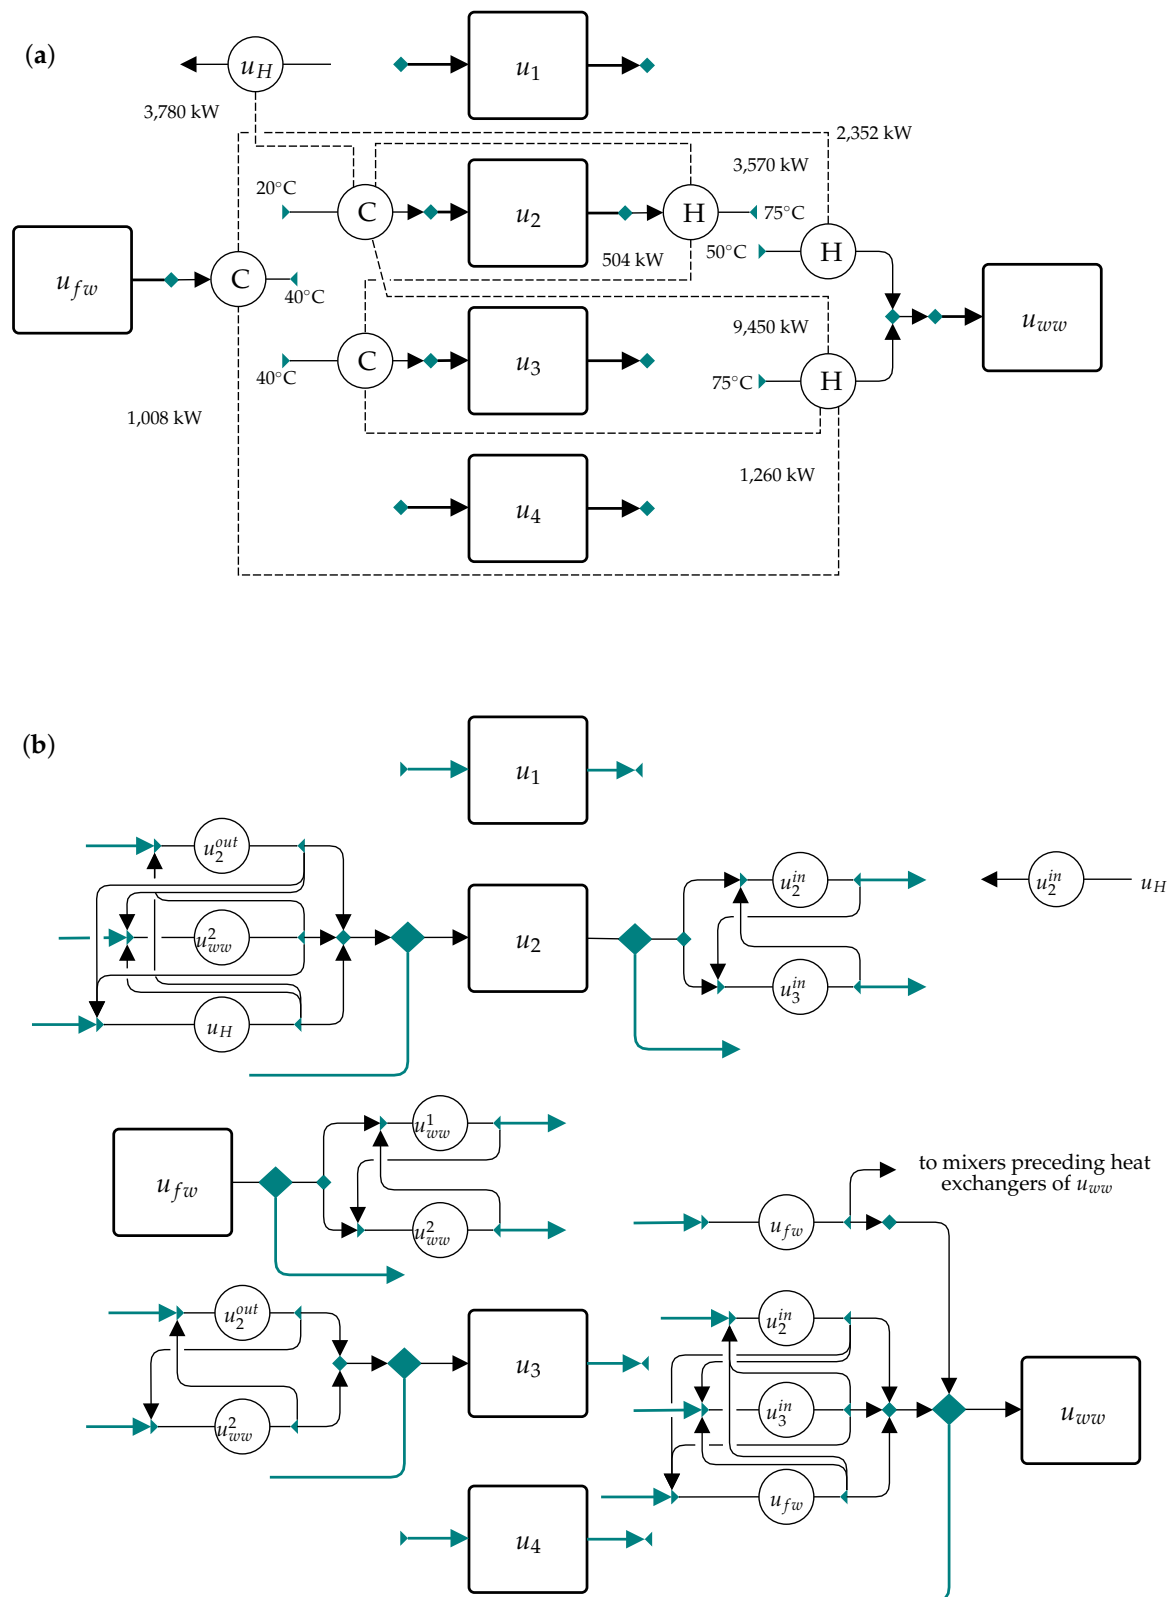 (a)
u_H
u_1
3,780 kW
2,352 kW
3,570 kW
20°C
C
u_2
H
75°C
504 kW
50°C
H
u_fw
C
40°C
u_ww
9,450 kW
C
u_3
40°C
75°C
H
1,008 kW
1,260 kW
u_4
(b)
u_1
u_2^out
u_2^in
u_2^in
u_H
u_ww^2
u_2
u_3^in
u_H
u_ww^1
u_fw
to mixers preceding heat
exchangers of u_ww
u_ww^2
u_fw
u_2^out
u_2^in
u_3
u_3^in
u_ww
u_ww^2
u_fw
u_4